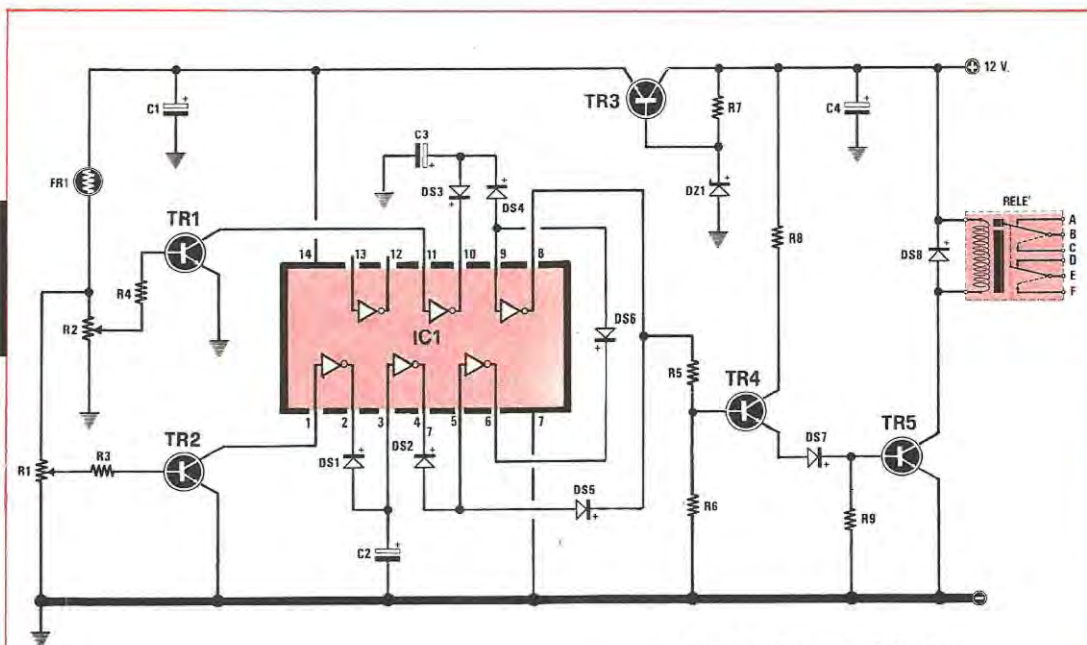 12 V.
TR3
C1
R7
C4
C3
DS3
DS4
DZ1
FR1
RELE'
A
B
C
D
E
F
TR1
R8
DS8
14
13
12
11
10
9
8
R4
R2
IC1
DS6
R5
TR4
TR5
1
2
3
4
5
6
7
7
TR2
R3
R1
DS1
DS2
DS7
DS5
R6
R9
C2